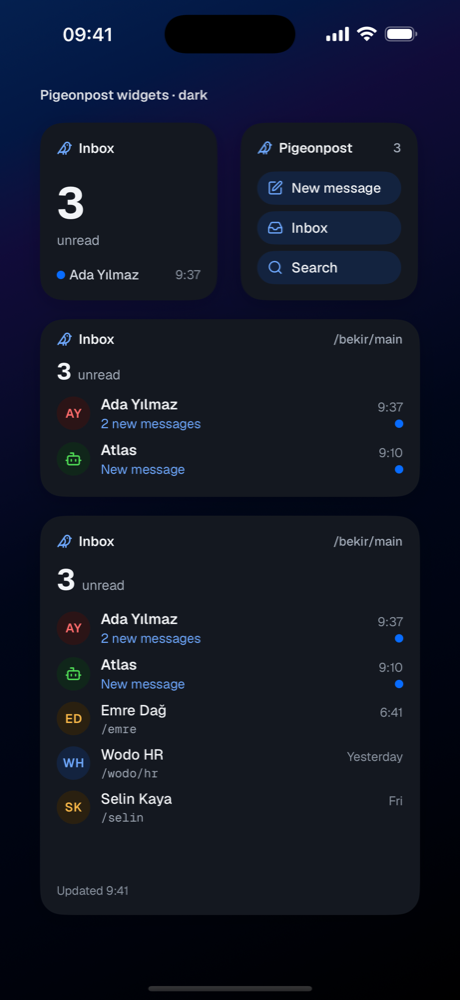 09:41
Pigeonpost widgets · dark
Inbox
3
unread
Ada Yılmaz 9:37
Pigeonpost 3
New message
Inbox
Search
Inbox /bekir/main
3 unread
AY Ada Yılmaz 9:37
2 new messages
Atlas 9:10
New message
Inbox /bekir/main
3 unread
AY Ada Yılmaz 9:37
2 new messages
Atlas 9:10
New message
ED Emre Dağ 6:41
/emre
WH Wodo HR Yesterday
/wodo/hr
SK Selin Kaya Fri
/selin
Updated 9:41